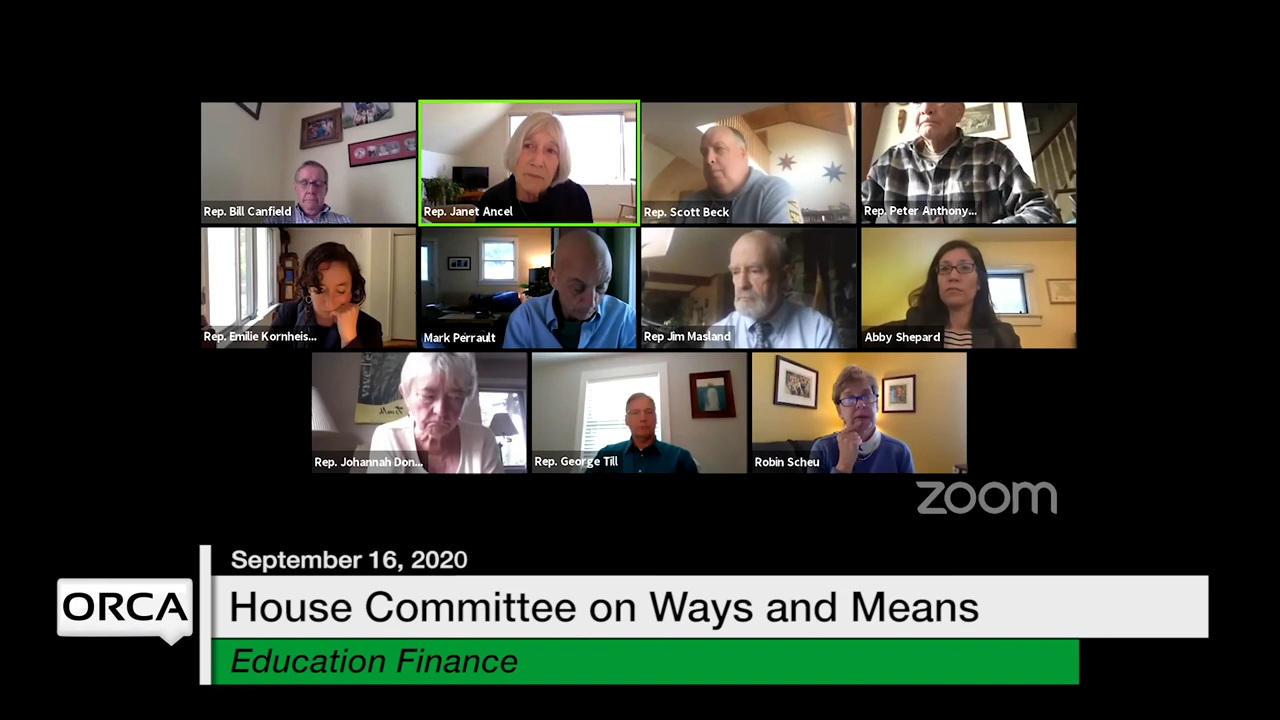 Rep. Bill Canfield
Rep. Janet Ancel
Rep. Scott Beck
Rep. Peter Anthony...
Rep. Emilie Kornheis...
Mark Perrault
Rep Jim Masland
Abby Shepard
Rep. Johannah Don...
Rep. George Till
Robin Scheu
zoom
September 16, 2020
ORCA
House Committee on Ways and Means
Education Finance